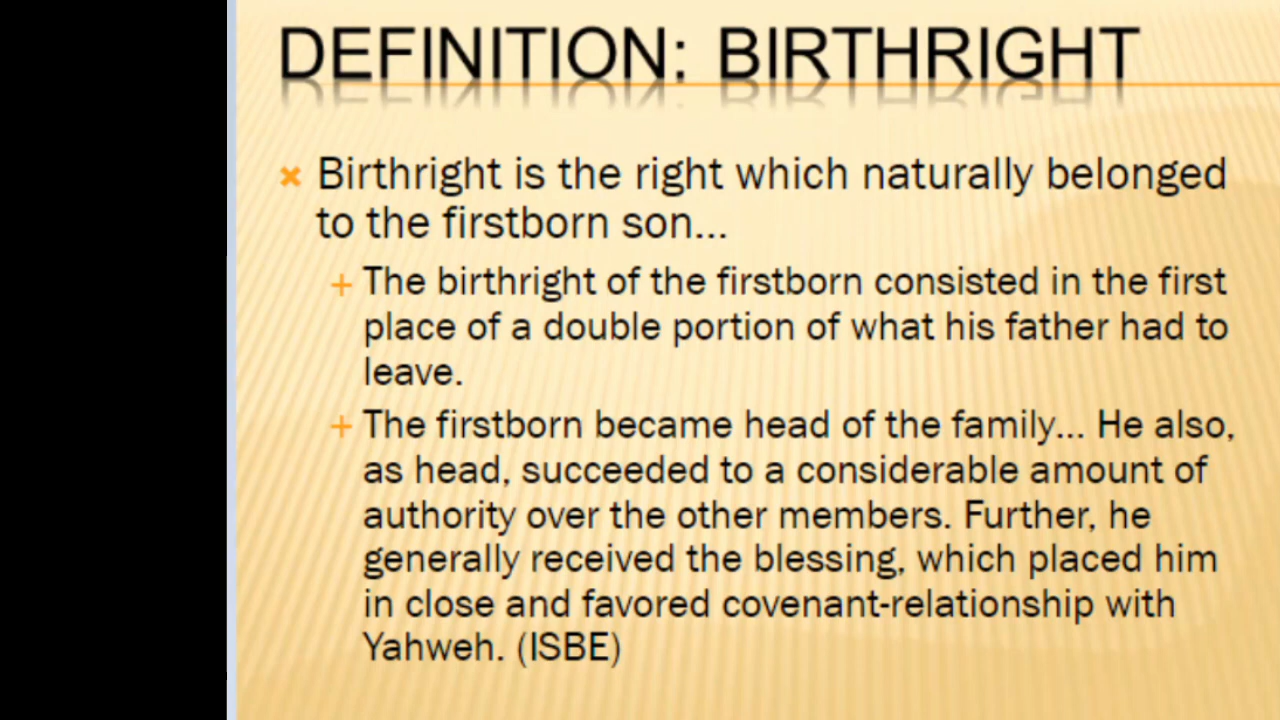 DEFINITION: BIRTHRIGHT
Birthright is the right which naturally belonged
to the firstborn son...
The birthright of the firstborn consisted in the first
place of a double portion of what his father had to
leave.
The firstborn became head of the family... He also,
as head, succeeded to a considerable amount of
authority over the other members. Further, he
generally received the blessing, which placed him
in close and favored covenant-relationship with
Yahweh. (ISBE)